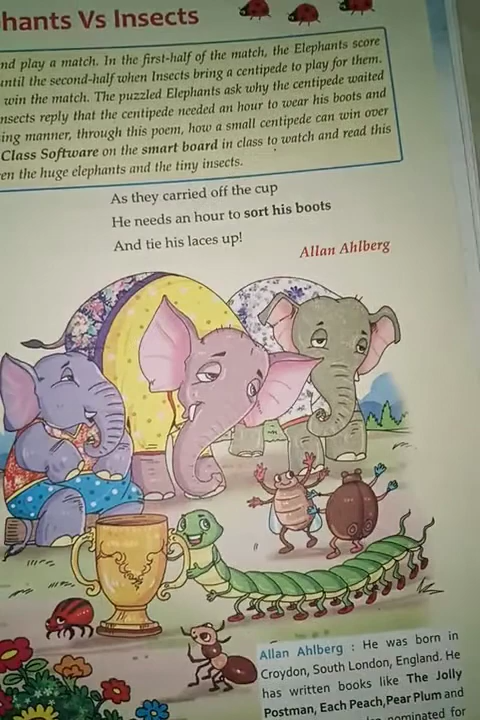 hants Vs Insects
nd play a match. In the first-half of the match, the Elephants score
until the second-half when Insects bring a centipede to play for them.
win the match. The puzzled Elephants ask why the centipede waited
nsects reply that the centipede needed an hour to wear his boots and
ing manner, through this poem, how a small centipede can win over
Class Software on the smart board in class to watch and read this
en the huge elephants and the tiny insects.
As they carried off the cup
He needs an hour to sort his boots
And tie his laces up!
Allan Ahlberg
Allan Ahlberg : He was born in
Croydon, South London, England. He
has written books like The Jolly
Postman, Each Peach,Pear Plum and
nominated for